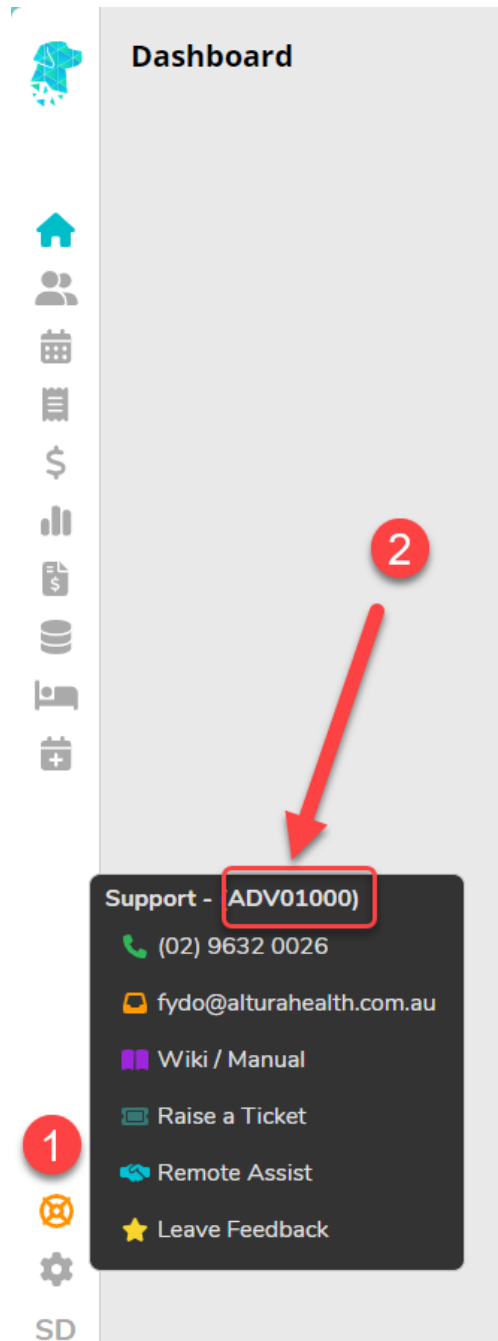 Dashboard
2
Support - (ADV01000)
(02) 9632 0026
fydo@alturahealth.com.au
Wiki / Manual
Raise a Ticket
1
Remote Assist
Leave Feedback
SD